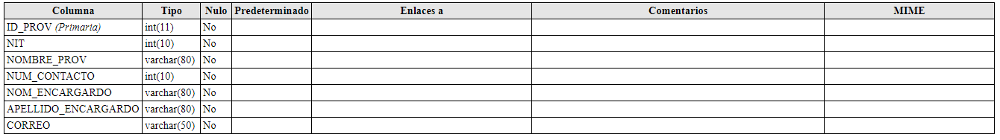 Columna Tipo Nulo Predeterminado Enlaces a Comentarios MIME
ID_PROV (Primaria) int(11) No
NIT int(10) No
NOMBRE_PROV varchar(80) No
NUM_CONTACTO int(10) No
NOM_ENCARGARDO varchar(80) No
APELLIDO_ENCARGARDO varchar(80) No
CORREO varchar(50) No